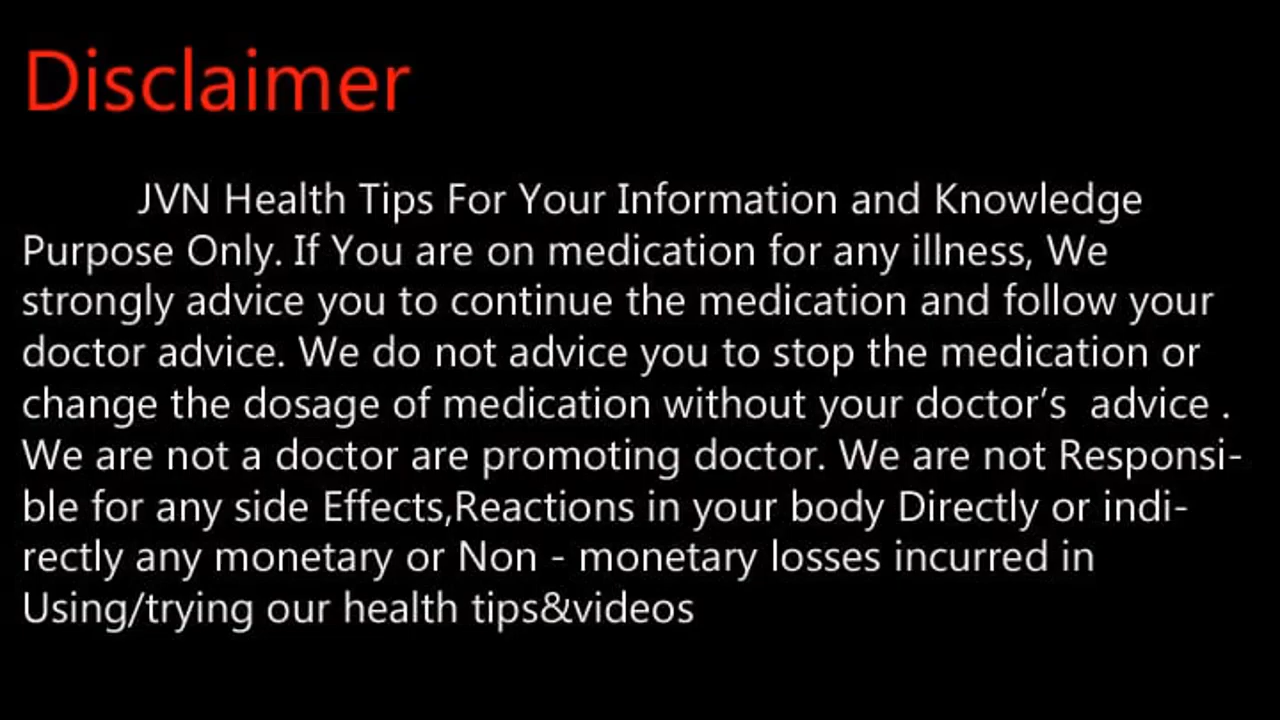 Disclaimer
JVN Health Tips For Your Information and Knowledge
Purpose Only. If You are on medication for any illness, We
strongly advice you to continue the medication and follow your
doctor advice. We do not advice you to stop the medication or
change the dosage of medication without your doctor’s  advice .
We are not a doctor are promoting doctor. We are not Responsi-
ble for any side Effects,Reactions in your body Directly or indi-
rectly any monetary or Non - monetary losses incurred in
Using/trying our health tips&videos